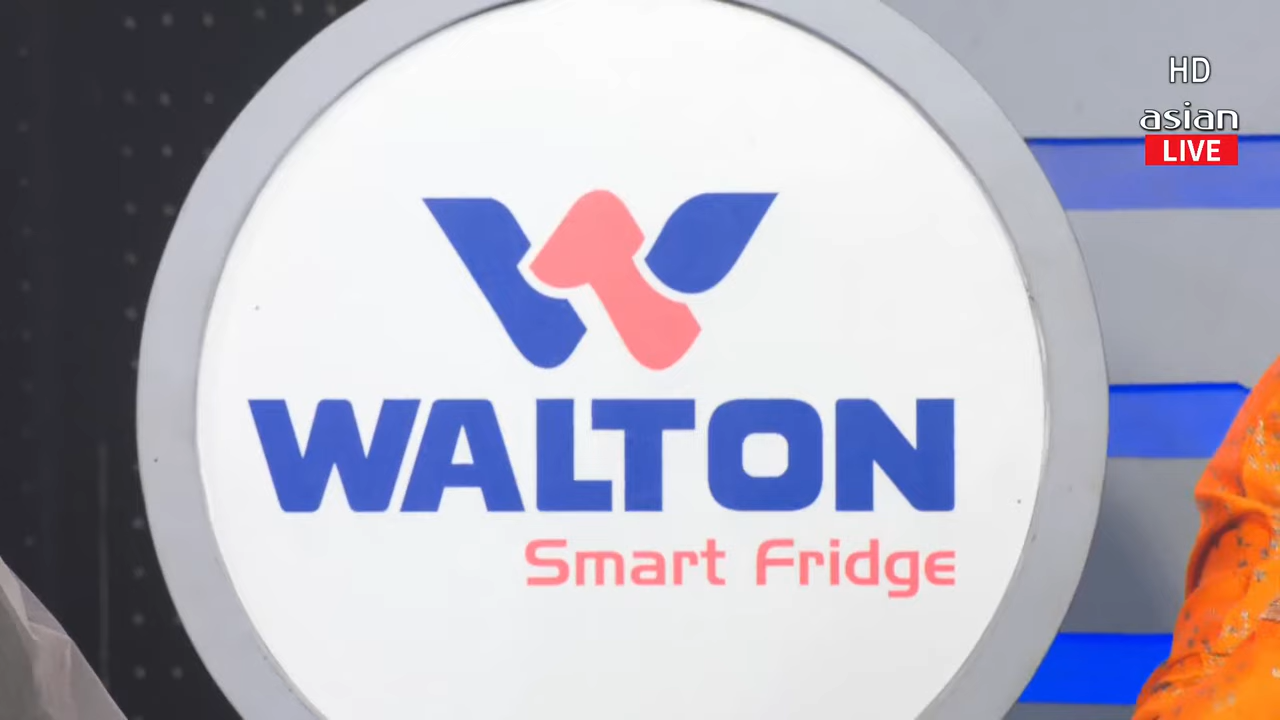 HD
asian
LIVE
WALTON
Smart Fridge